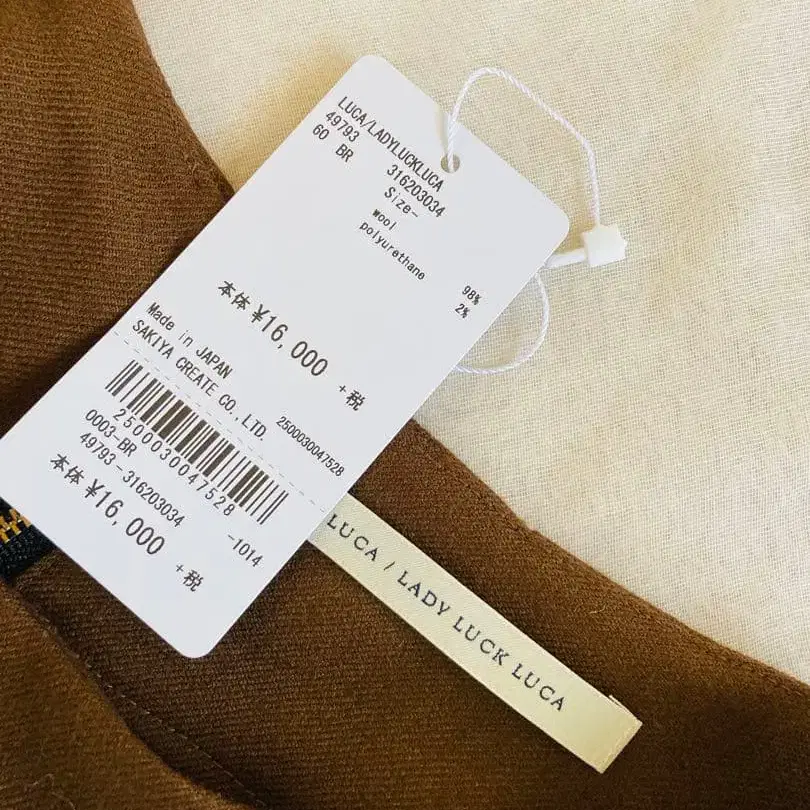 LUCA/LADYLUCKLUCA
49793 316203034
60 BR Size-
wool 98%
polyurethane 2%
本体 ¥16,000 +税
Made in JAPAN
SAKIYA CREATE CO.,LTD. 2500030047528
2500030047528
0003-BR
49793-316203034 -1014
本体 ¥16,000 +税
LUCA / LADY LUCK LUCA